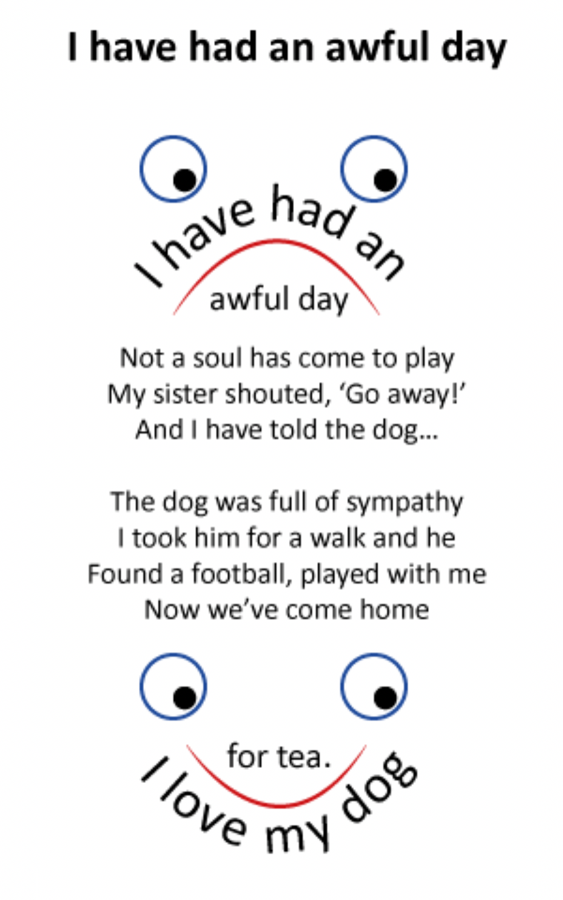 I have had an awful day
I have had an
awful day
Not a soul has come to play
My sister shouted, ‘Go away!’
And I have told the dog...
The dog was full of sympathy
I took him for a walk and he
Found a football, played with me
Now we’ve come home
for tea.
I love my dog